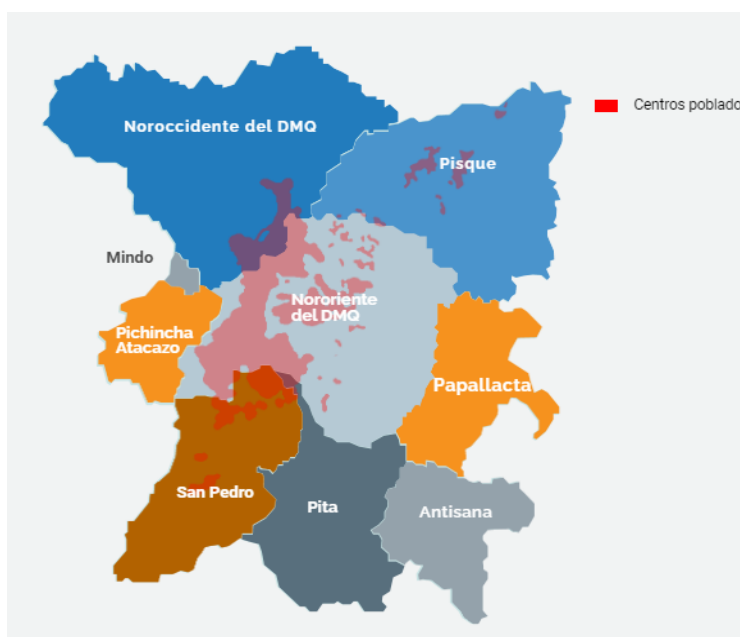 Noroccidente del DMQ
Centros poblado
Pisque
Mindo
Nororiente
del DMQ
Pichincha
Atacazo
Papallacta
San Pedro
Pita
Antisana